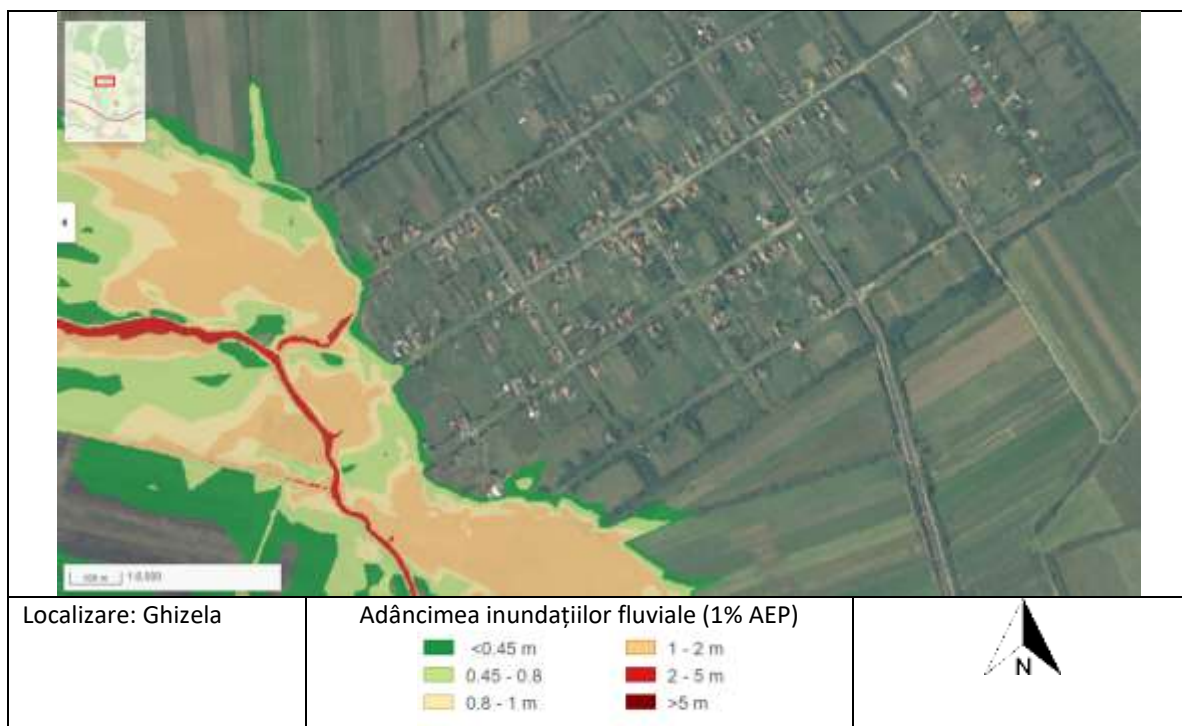 Localizare: Ghizela
Adâncimea inundațiilor fluviale (1% AEP)
<0.45 m
0.45 - 0.8
0.8 - 1 m
1 - 2 m
2 - 5 m
>5 m
N